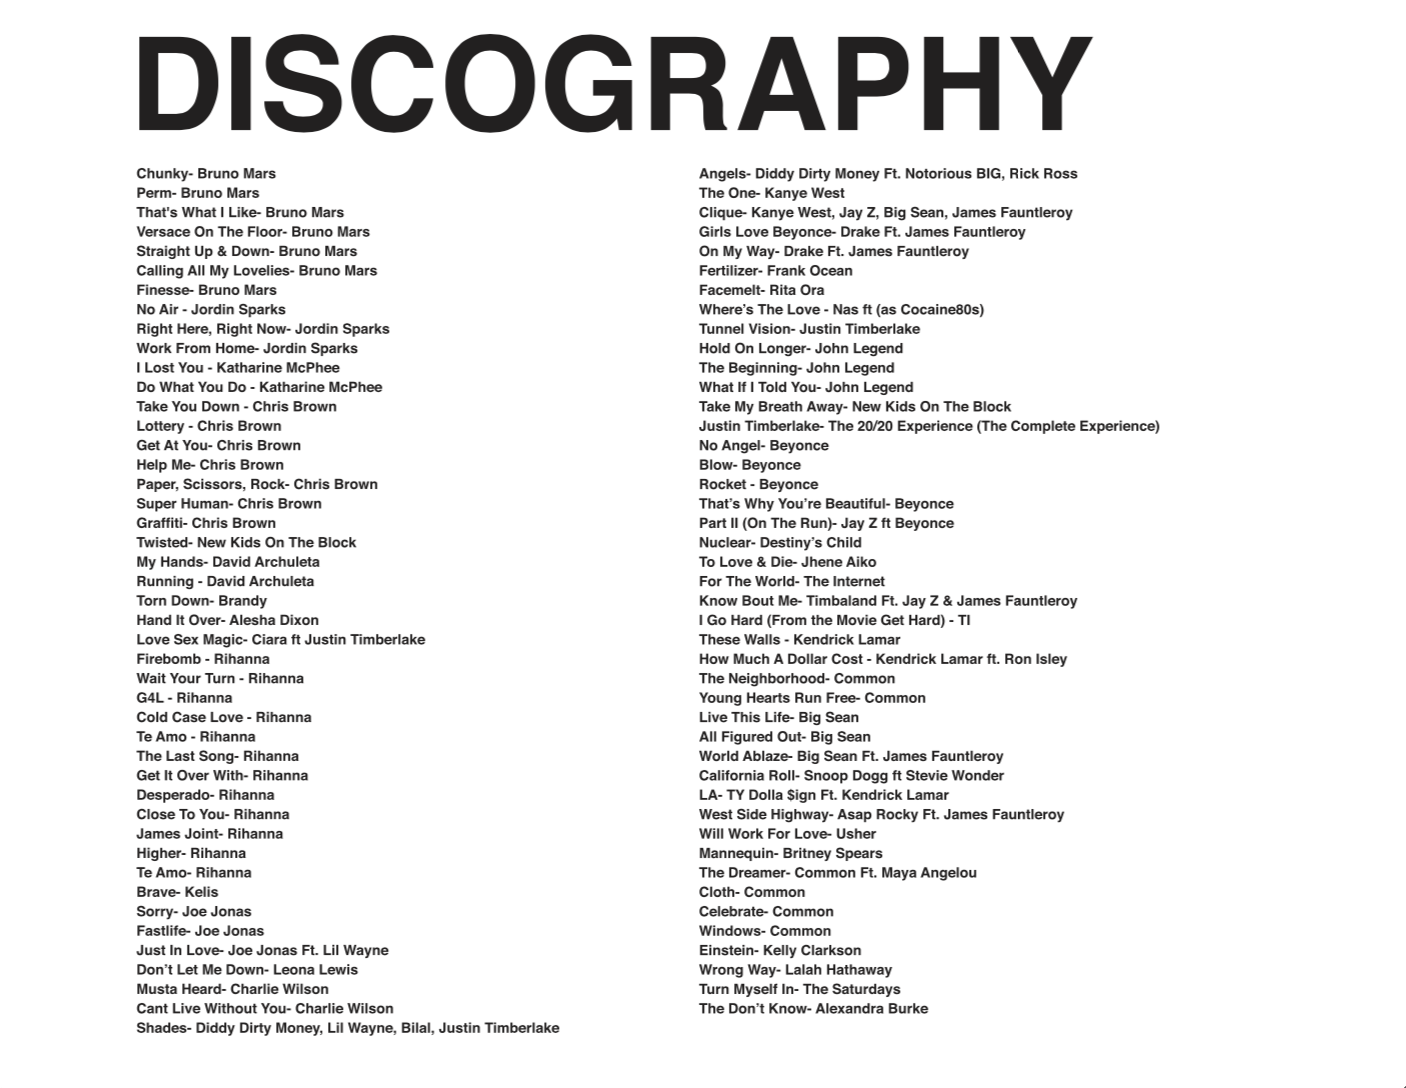 DISCOGRAPHY
Chunky- Bruno Mars
Perm- Bruno Mars
That's What I Like- Bruno Mars
Versace On The Floor- Bruno Mars
Straight Up & Down- Bruno Mars
Calling All My Lovelies- Bruno Mars
Finesse- Bruno Mars
No Air - Jordin Sparks
Right Here, Right Now- Jordin Sparks
Work From Home- Jordin Sparks
I Lost You - Katharine McPhee
Do What You Do - Katharine McPhee
Take You Down - Chris Brown
Lottery - Chris Brown
Get At You- Chris Brown
Help Me- Chris Brown
Paper, Scissors, Rock- Chris Brown
Super Human- Chris Brown
Graffiti- Chris Brown
Twisted- New Kids On The Block
My Hands- David Archuleta
Running - David Archuleta
Torn Down- Brandy
Hand It Over- Alesha Dixon
Love Sex Magic- Ciara ft Justin Timberlake
Firebomb - Rihanna
Wait Your Turn - Rihanna
G4L - Rihanna
Cold Case Love - Rihanna
Te Amo - Rihanna
The Last Song- Rihanna
Get It Over With- Rihanna
Desperado- Rihanna
Close To You- Rihanna
James Joint- Rihanna
Higher- Rihanna
Te Amo- Rihanna
Brave- Kelis
Sorry- Joe Jonas
Fastlife- Joe Jonas
Just In Love- Joe Jonas Ft. Lil Wayne
Don’t Let Me Down- Leona Lewis
Musta Heard- Charlie Wilson
Cant Live Without You- Charlie Wilson
Shades- Diddy Dirty Money, Lil Wayne, Bilal, Justin Timberlake
Angels- Diddy Dirty Money Ft. Notorious BIG, Rick Ross
The One- Kanye West
Clique- Kanye West, Jay Z, Big Sean, James Fauntleroy
Girls Love Beyonce- Drake Ft. James Fauntleroy
On My Way- Drake Ft. James Fauntleroy
Fertilizer- Frank Ocean
Facemelt- Rita Ora
Where’s The Love - Nas ft (as Cocaine80s)
Tunnel Vision- Justin Timberlake
Hold On Longer- John Legend
The Beginning- John Legend
What If I Told You- John Legend
Take My Breath Away- New Kids On The Block
Justin Timberlake- The 20/20 Experience (The Complete Experience)
No Angel- Beyonce
Blow- Beyonce
Rocket - Beyonce
That’s Why You’re Beautiful- Beyonce
Part II (On The Run)- Jay Z ft Beyonce
Nuclear- Destiny’s Child
To Love & Die- Jhene Aiko
For The World- The Internet
Know Bout Me- Timbaland Ft. Jay Z & James Fauntleroy
I Go Hard (From the Movie Get Hard) - TI
These Walls - Kendrick Lamar
How Much A Dollar Cost - Kendrick Lamar ft. Ron Isley
The Neighborhood- Common
Young Hearts Run Free- Common
Live This Life- Big Sean
All Figured Out- Big Sean
World Ablaze- Big Sean Ft. James Fauntleroy
California Roll- Snoop Dogg ft Stevie Wonder
LA- TY Dolla $ign Ft. Kendrick Lamar
West Side Highway- Asap Rocky Ft. James Fauntleroy
Will Work For Love- Usher
Mannequin- Britney Spears
The Dreamer- Common Ft. Maya Angelou
Cloth- Common
Celebrate- Common
Windows- Common
Einstein- Kelly Clarkson
Wrong Way- Lalah Hathaway
Turn Myself In- The Saturdays
The Don’t Know- Alexandra Burke